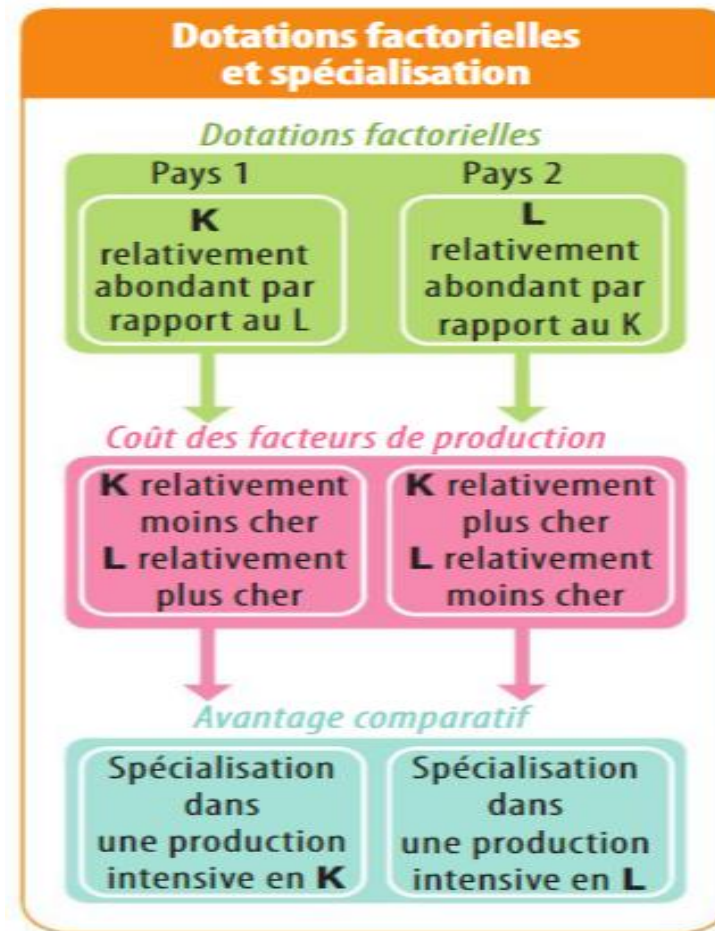 Dotations factorielles
et spécialisation
Dotations factorielles
Pays 1
K
relativement
abondant par
rapport au L
Pays 2
L
relativement
abondant par
rapport au K
Coût des facteurs de production
K relativement
moins cher
L relativement
plus cher
K relativement
plus cher
L relativement
moins cher
Avantage comparatif
Spécialisation
dans
une production
intensive en K
Spécialisation
dans
une production
intensive en L